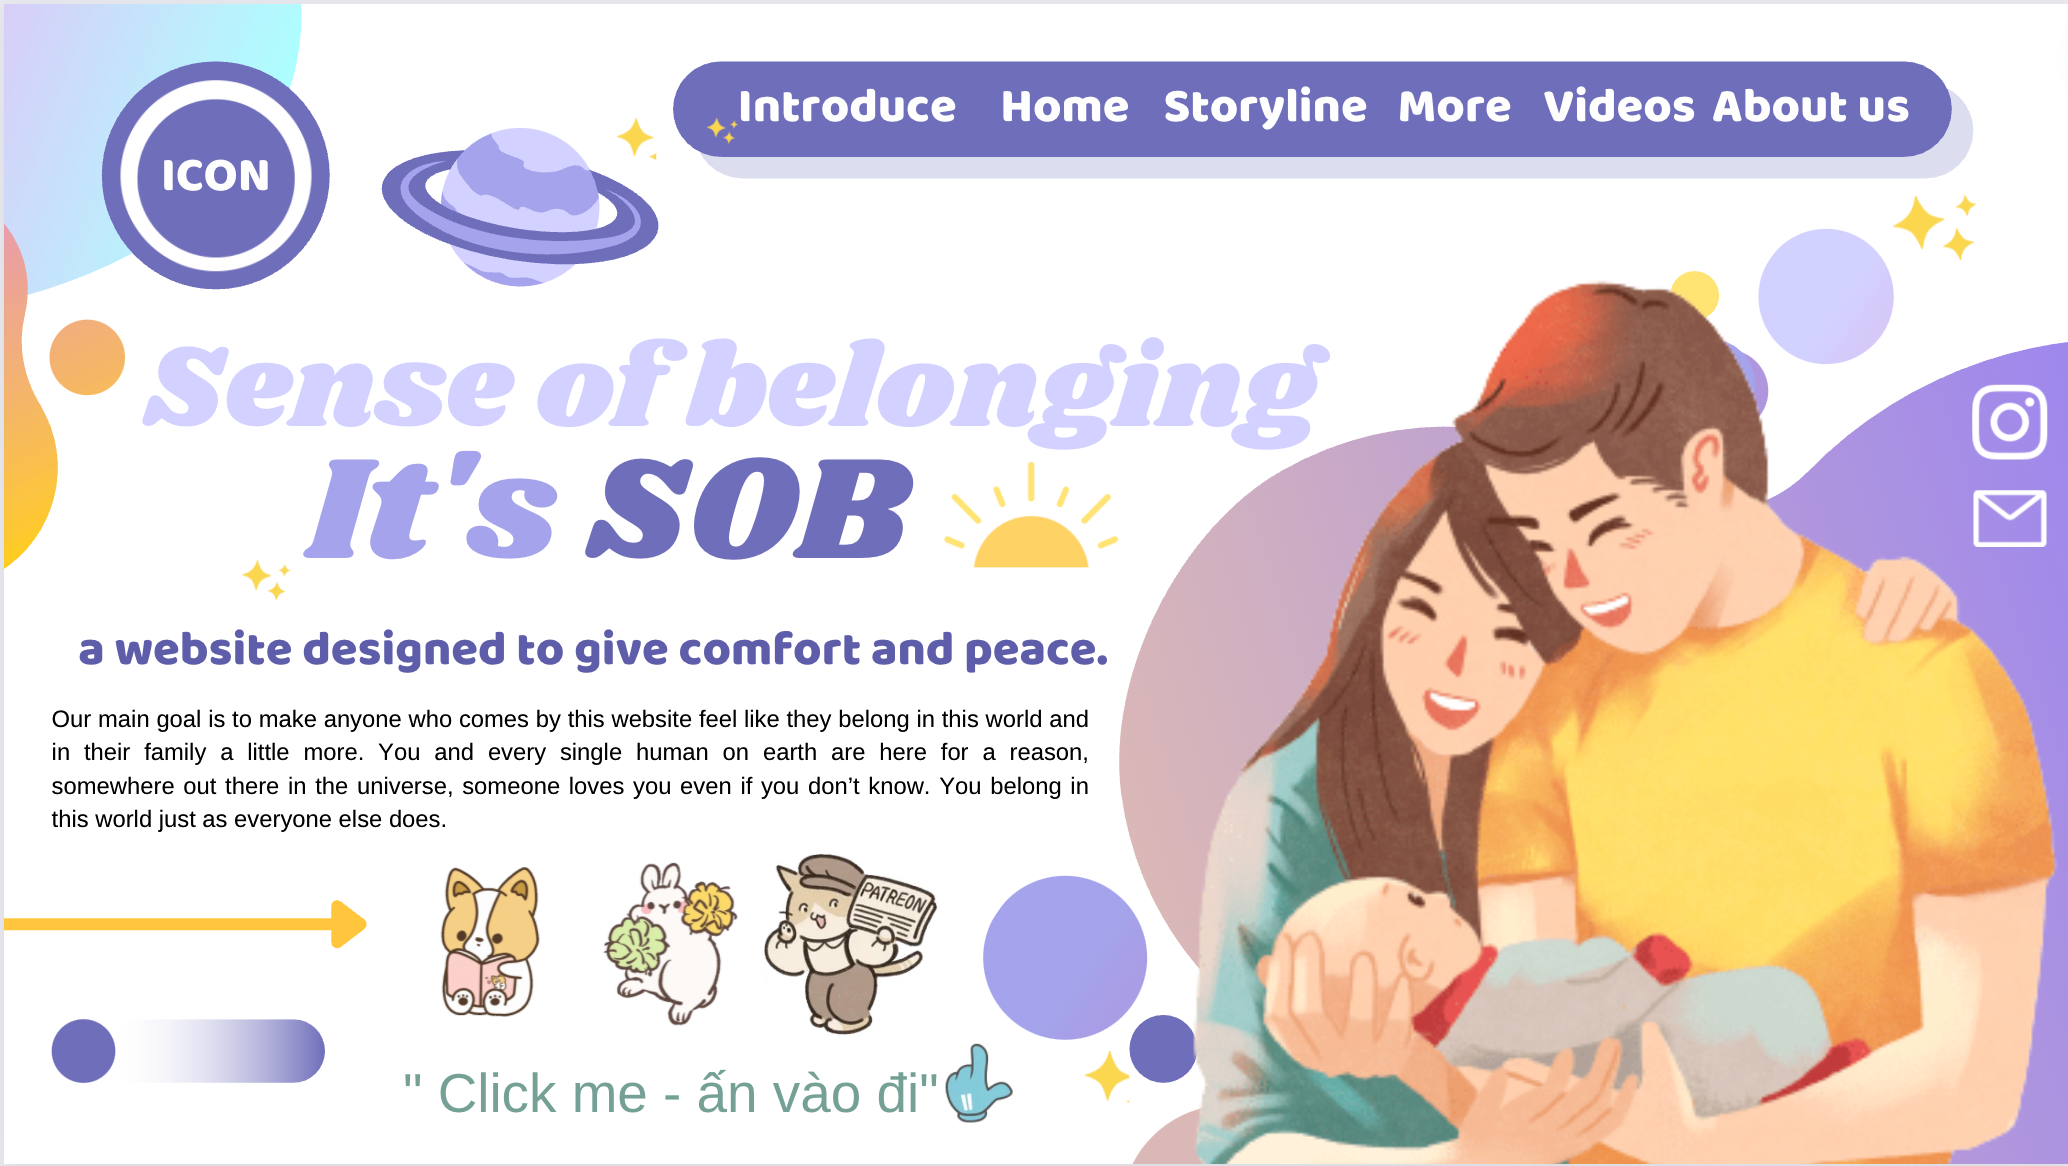 Introduce Home Storyline More Videos About us
ICON
Sense of belonging
It's SOB
a website designed to give comfort and peace.
Our main goal is to make anyone who comes by this website feel like they belong in this world and
in their family a little more. You and every single human on earth are here for a reason,
somewhere out there in the universe, someone loves you even if you don’t know. You belong in
this world just as everyone else does.
PATREON
" Click me - ấn vào đi"